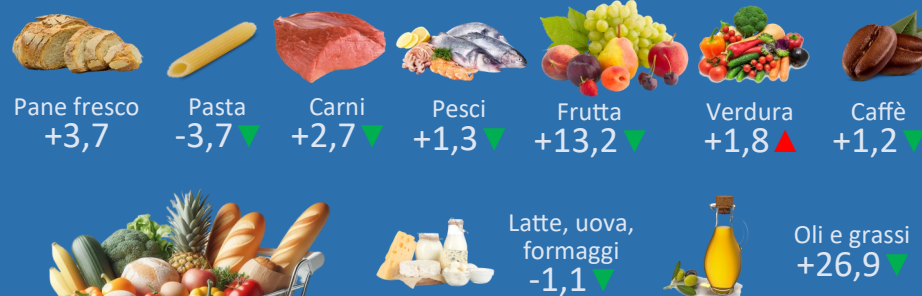 Pane fresco
+3,7
Pasta
-3,7
Carni
+2,7
Pesci
+1,3
Frutta
+13,2
Verdura
+1,8
Caffè
+1,2
Latte, uova,
formaggi
-1,1
Oli e grassi
+26,9